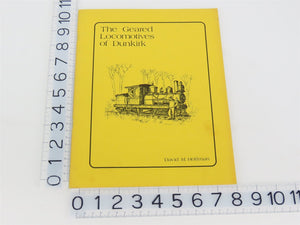 The Geared
Locomotives
of Dunkirk
David M. Hoffman
0 1 2 3 4 5 6 7 8 9 10 11
0 1 2 3 4 5 6 7 8 9 10 11